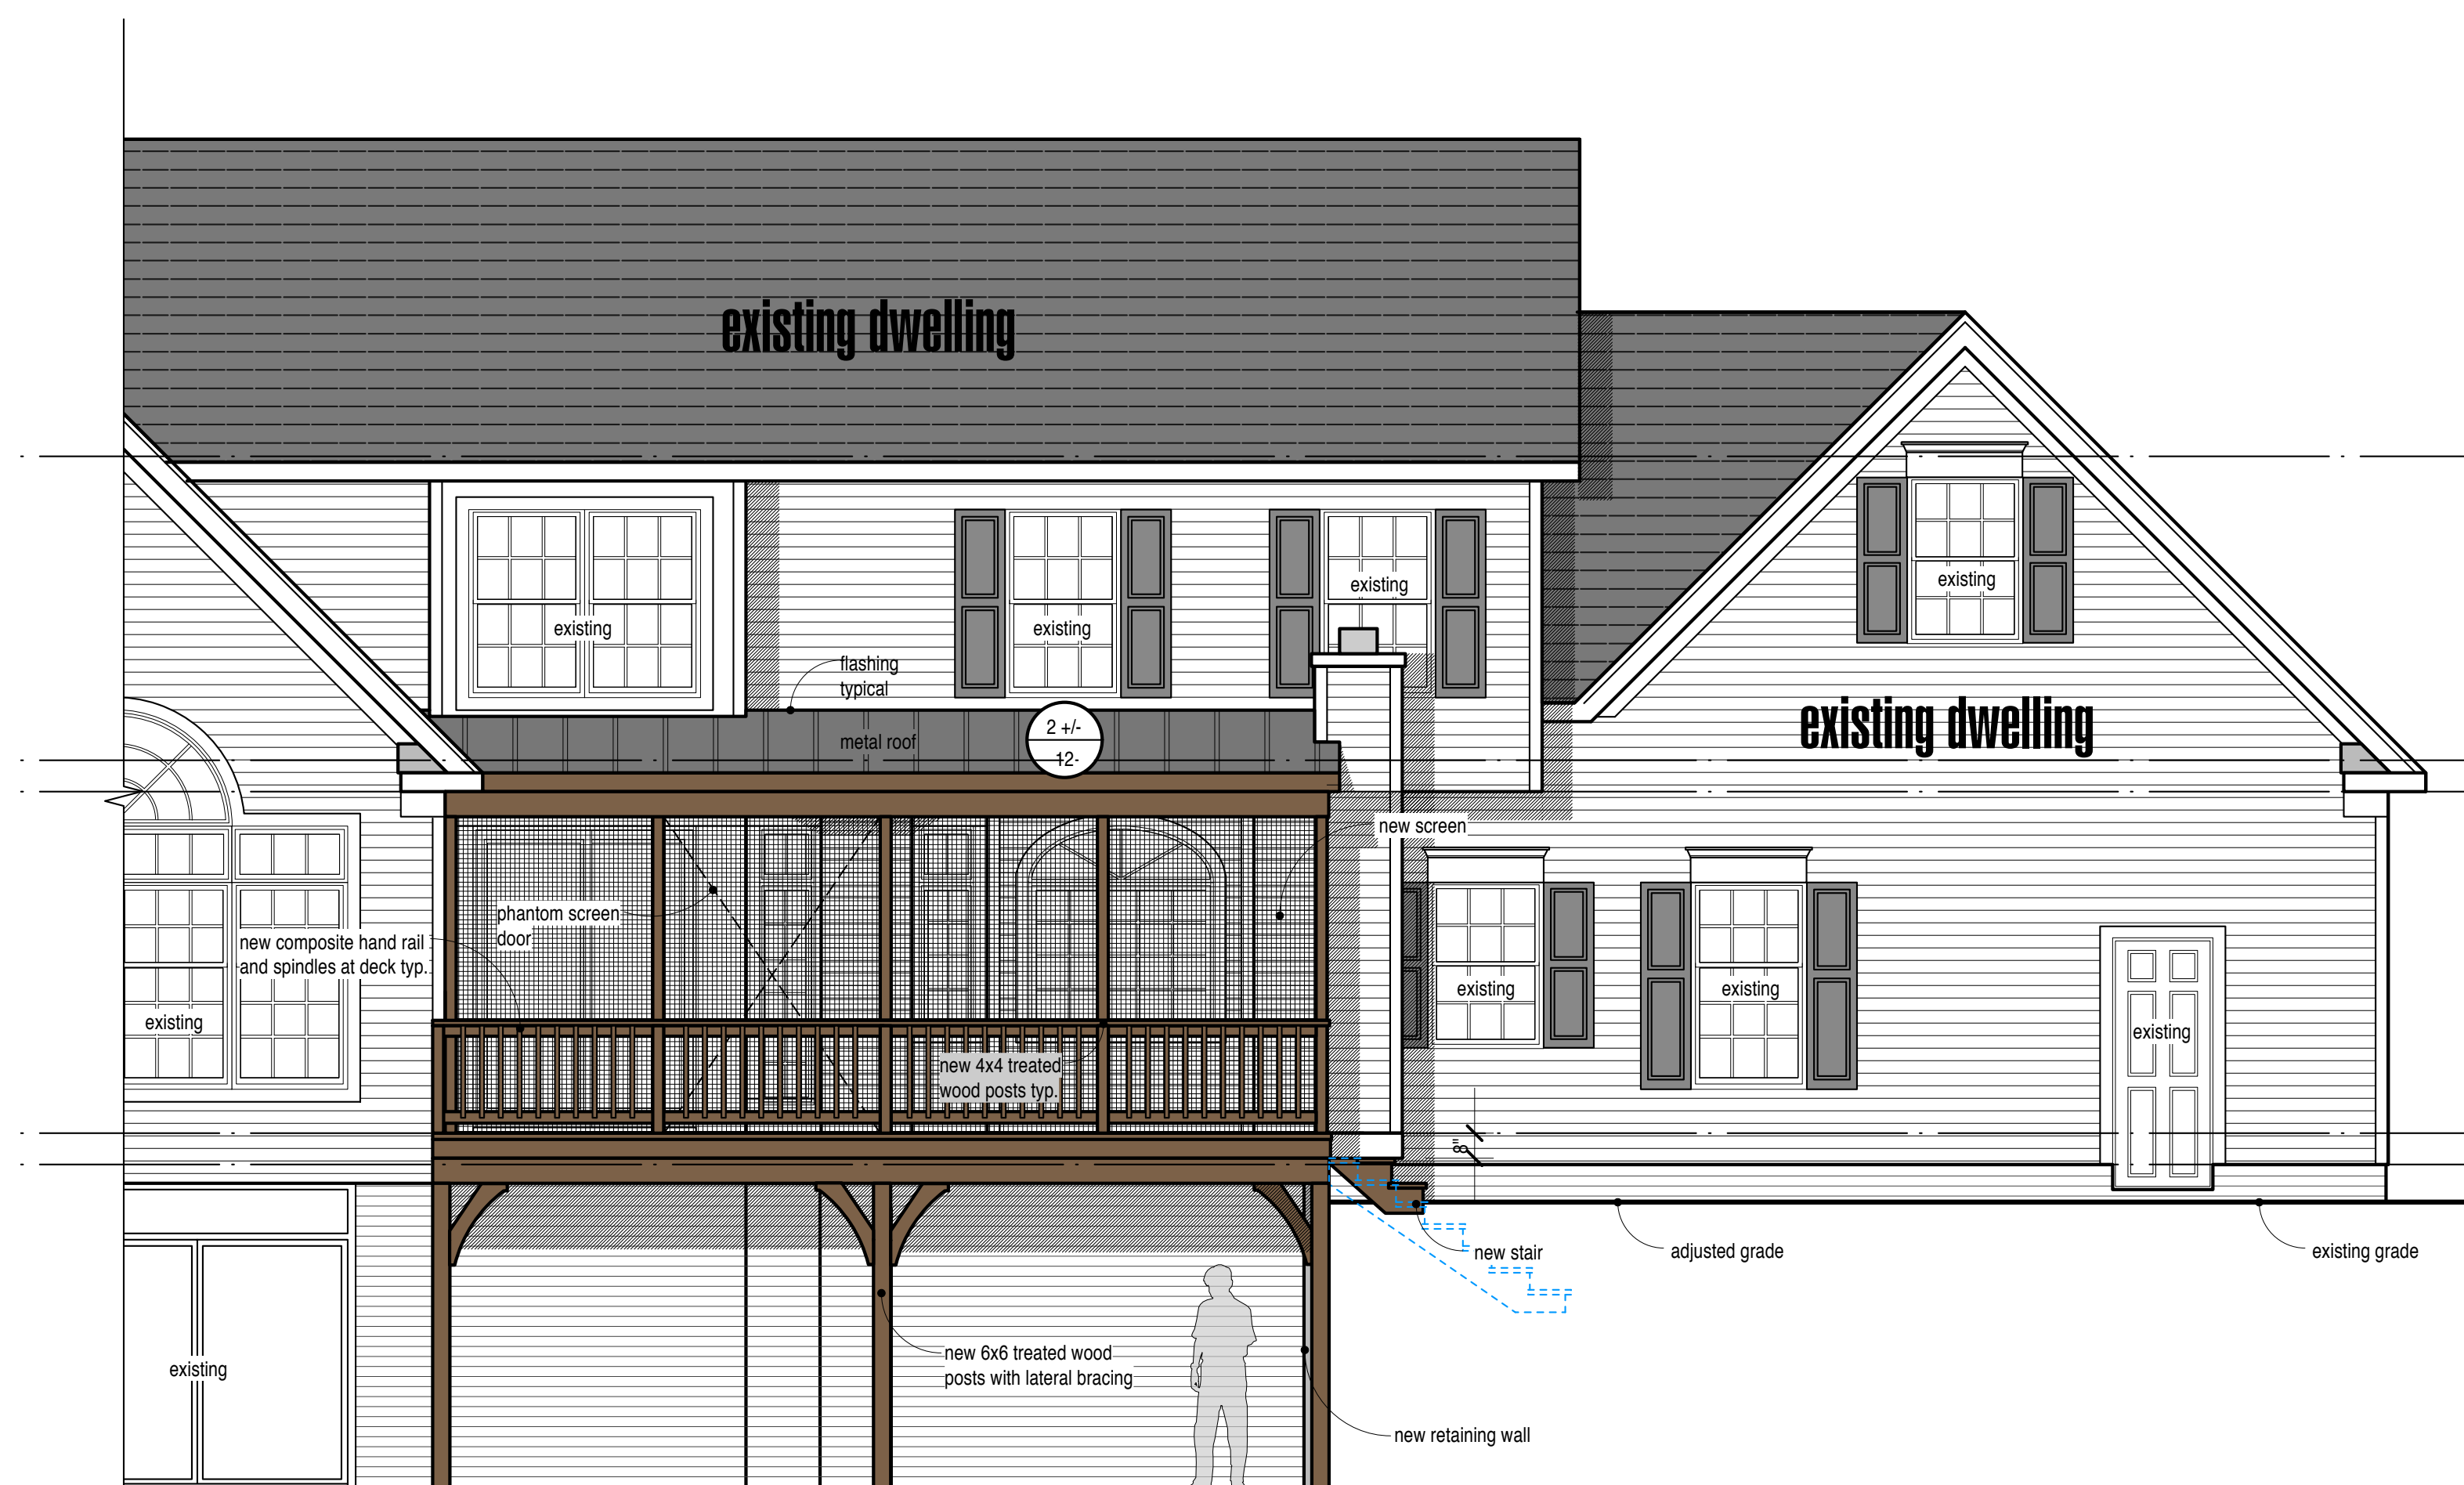 existing dwelling
existing
existing
existing
existing
flashing
typical
existing dwelling
2 +/-
12
metal roof
new screen
phantom screen
door
new composite hand rail
and spindles at deck typ.
existing
existing
existing
existing
new 4x4 treated
wood posts typ.
8"
new stair
adjusted grade
existing grade
new 6x6 treated wood
posts with lateral bracing
existing
new retaining wall